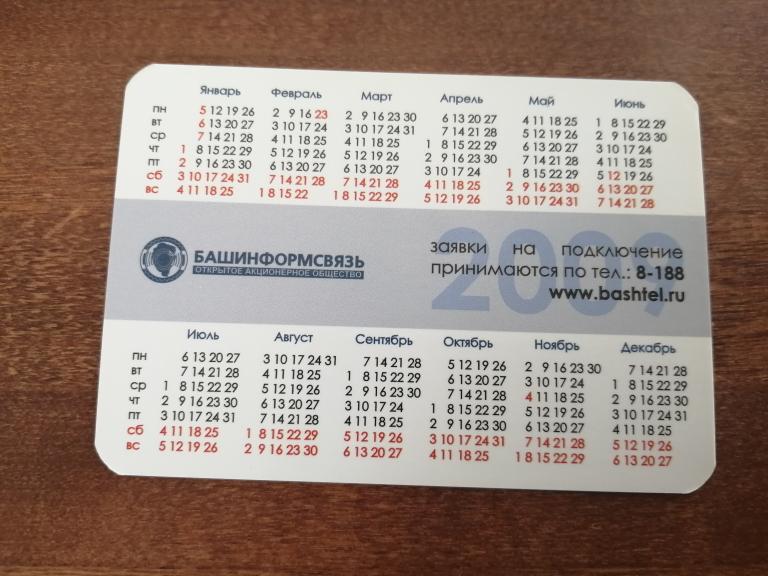 Январь Февраль Март Апрель Май Июнь
пн 5 12 19 26 2 9 16 23 2 9 16 23 30 6 13 20 27 4 11 18 25 1 8 15 22 29
вт 6 13 20 27 3 10 17 24 3 10 17 24 31 7 14 21 28 5 12 19 26 2 9 16 23 30
ср 7 14 21 28 4 11 18 25 4 11 18 25 1 8 15 22 29 6 13 20 27 3 10 17 24
чт 1 8 15 22 29 5 12 19 26 5 12 19 26 2 9 16 23 30 7 14 21 28 4 11 18 25
пт 2 9 16 23 30 6 13 20 27 6 13 20 27 3 10 17 24 1 8 15 22 29 5 12 19 26
сб 3 10 17 24 31 7 14 21 28 7 14 21 28 4 11 18 25 2 9 16 23 30 6 13 20 27
вс 4 11 18 25 1 8 15 22 1 8 15 22 29 5 12 19 26 3 10 17 24 31 7 14 21 28
БАШИНФОРМСВЯЗЬ
ОТКРЫТОЕ АКЦИОНЕРНОЕ ОБЩЕСТВО
2009
заявки на подключение
принимаются по тел.: 8-188
www.bashtel.ru
Июль Август Сентябрь Октябрь Ноябрь Декабрь
пн 6 13 20 27 3 10 17 24 31 7 14 21 28 5 12 19 26 2 9 16 23 30 7 14 21 28
вт 7 14 21 28 4 11 18 25 1 8 15 22 29 6 13 20 27 3 10 17 24 1 8 15 22 29
ср 1 8 15 22 29 5 12 19 26 2 9 16 23 30 7 14 21 28 4 11 18 25 2 9 16 23 30
чт 2 9 16 23 30 6 13 20 27 3 10 17 24 1 8 15 22 29 5 12 19 26 3 10 17 24 31
пт 3 10 17 24 31 7 14 21 28 4 11 18 25 2 9 16 23 30 6 13 20 27 4 11 18 25
сб 4 11 18 25 1 8 15 22 29 5 12 19 26 3 10 17 24 31 7 14 21 28 5 12 19 26
вс 5 12 19 26 2 9 16 23 30 6 13 20 27 4 11 18 25 1 8 15 22 29 6 13 20 27